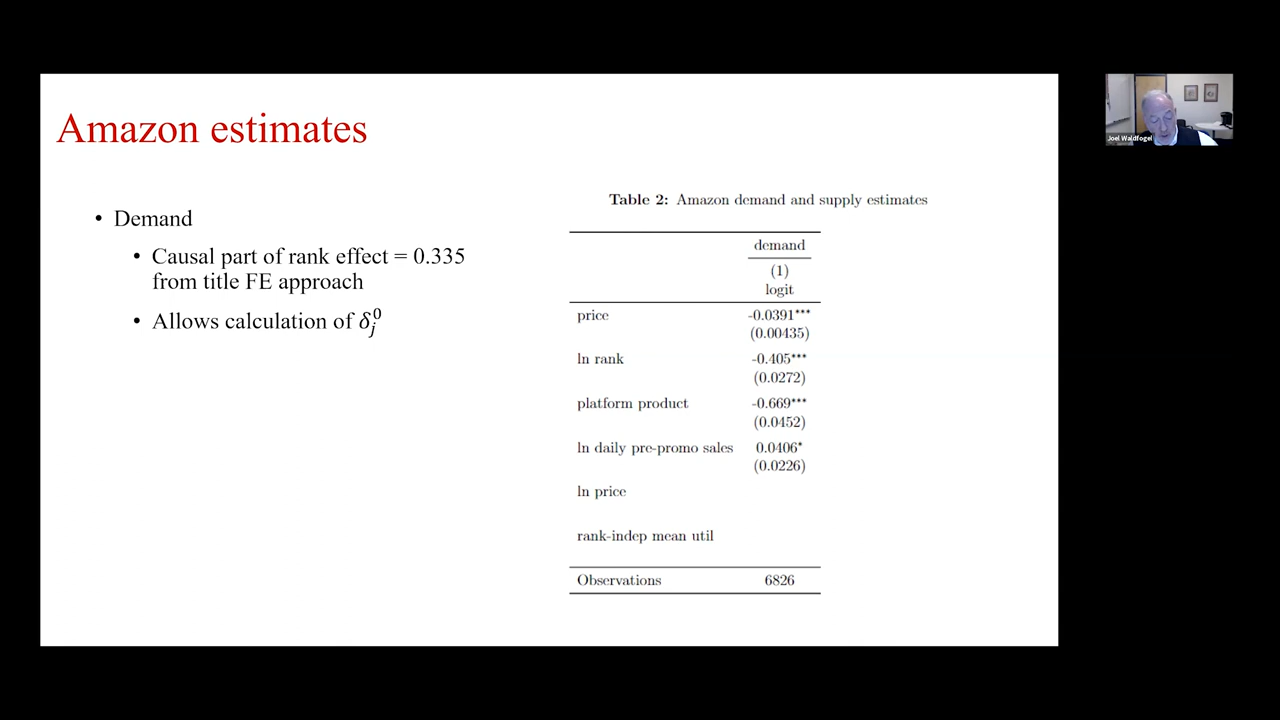 Amazon estimates
• Demand
• Causal part of rank effect = 0.335
from title FE approach
• Allows calculation of δ_j^0
Table 2: Amazon demand and supply estimates
demand
(1)
logit
price -0.0391***
(0.00435)
ln rank -0.405***
(0.0272)
platform product -0.669***
(0.0452)
ln daily pre-promo sales 0.0406*
(0.0226)
ln price
rank-indep mean util
Observations 6826
Joel Waldfogel